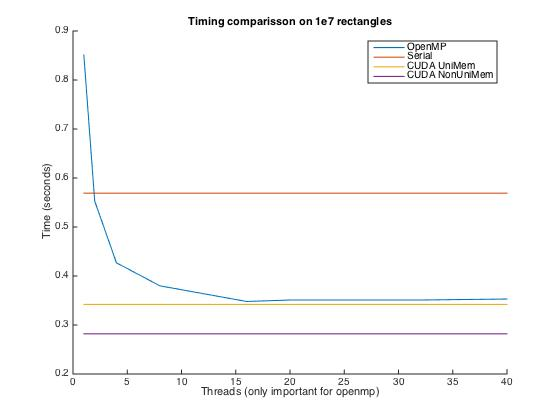 Timing comparisson on 1e7 rectangles
0.9
0.8
0.7
0.6
0.5
0.4
0.3
0.2
Time (seconds)
OpenMP
Serial
CUDA UniMem
CUDA NonUniMem
0 5 10 15 20 25 30 35 40
Threads (only important for openmp)